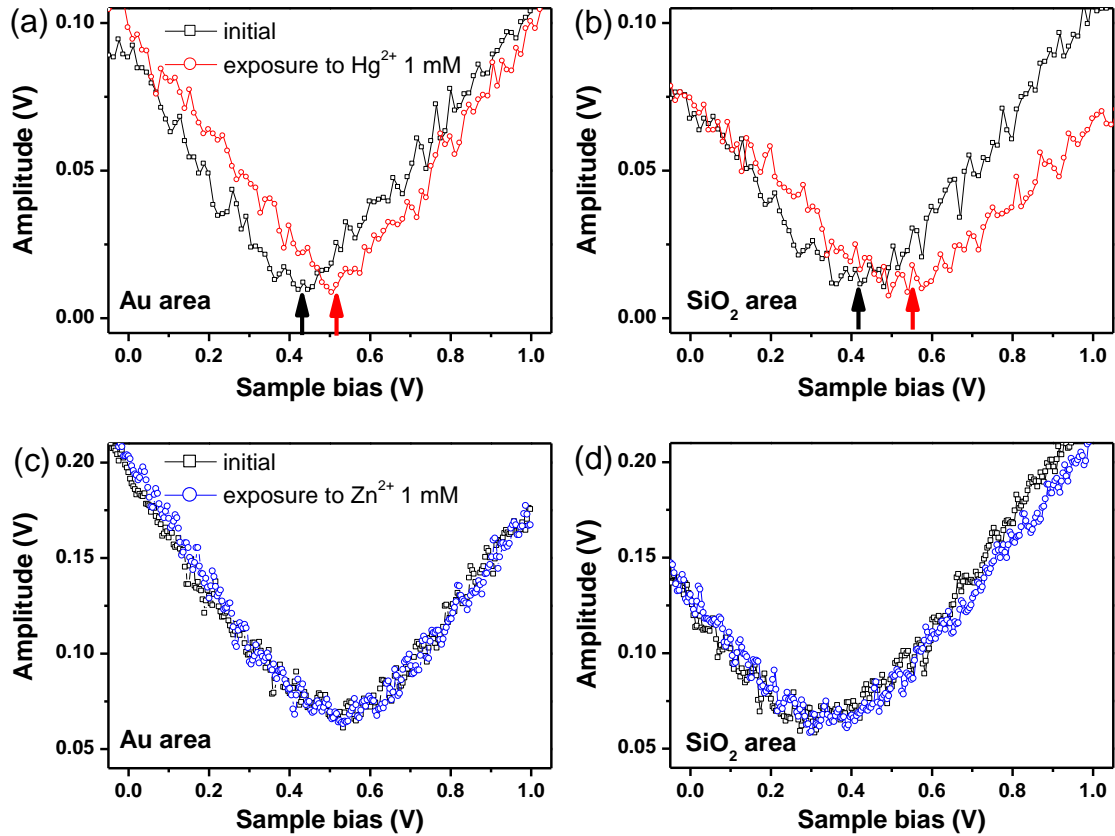 (a)
initial
exposure to Hg2+ 1 mM
Au area
Amplitude (V)
0.10
0.05
0.00
0.0 0.2 0.4 0.6 0.8 1.0
Sample bias (V)
(b)
SiO2 area
Amplitude (V)
0.10
0.05
0.00
0.0 0.2 0.4 0.6 0.8 1.0
Sample bias (V)
(c)
initial
exposure to Zn2+ 1 mM
Au area
Amplitude (V)
0.20
0.15
0.10
0.05
0.0 0.2 0.4 0.6 0.8 1.0
Sample bias (V)
(d)
SiO2 area
Amplitude (V)
0.20
0.15
0.10
0.05
0.0 0.2 0.4 0.6 0.8 1.0
Sample bias (V)